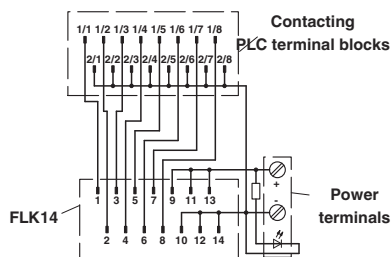 Contacting
PLC terminal blocks
1/1 1/2 1/3 1/4 1/5 1/6 1/7 1/8
2/1 2/2 2/3 2/4 2/5 2/6 2/7 2/8
1 3 5 7 9 11 13
+
-
Power
terminals
FLK14
2 4 6 8 10 12 14